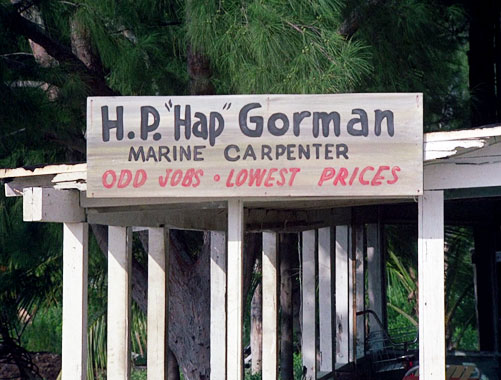 H.P. "Hap" Gorman
MARINE CARPENTER
ODD JOBS • LOWEST PRICES